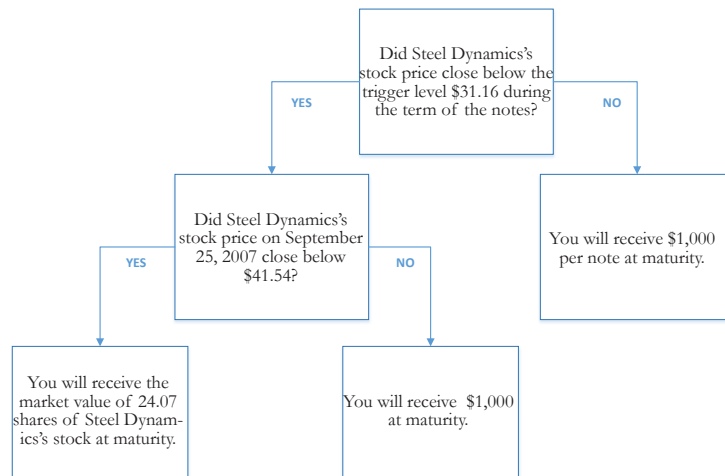 Did Steel Dynamics's
stock price close below the
trigger level $31.16 during
the term of the notes?
YES
NO
Did Steel Dynamics's
stock price on September
25, 2007 close below
$41.54?
You will receive $1,000
per note at maturity.
YES
NO
You will receive the
market value of 24.07
shares of Steel Dynam-
ics's stock at maturity.
You will receive $1,000
at maturity.